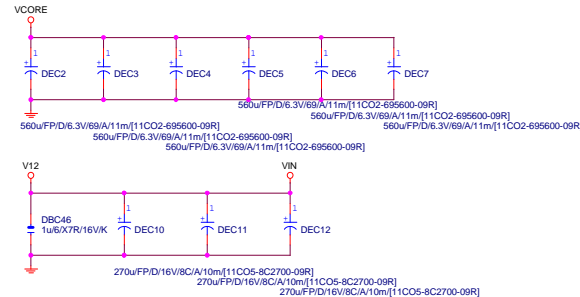 VCORE
1 1 1 1 1 1
+ + + + + +
DEC2 DEC3 DEC4 DEC5 DEC6 DEC7
560u/FP/D/6.3V/69/A/11m/[11CO2-695600-09R]
560u/FP/D/6.3V/69/A/11m/[11CO2-695600-09R]
560u/FP/D/6.3V/69/A/11m/[11CO2-695600-09R]
560u/FP/D/6.3V/69/A/11m/[11CO2-695600-09R]
560u/FP/D/6.3V/69/A/11m/[11CO2-695600-09R]
560u/FP/D/6.3V/69/A/11m/[11CO2-695600-09R]
V12 VIN
1 1 1
DBC46
1u/6/X7R/16V/K
+ + +
DEC10 DEC11 DEC12
270u/FP/D/16V/8C/A/10m/[11CO5-8C2700-09R]
270u/FP/D/16V/8C/A/10m/[11CO5-8C2700-09R]
270u/FP/D/16V/8C/A/10m/[11CO5-8C2700-09R]